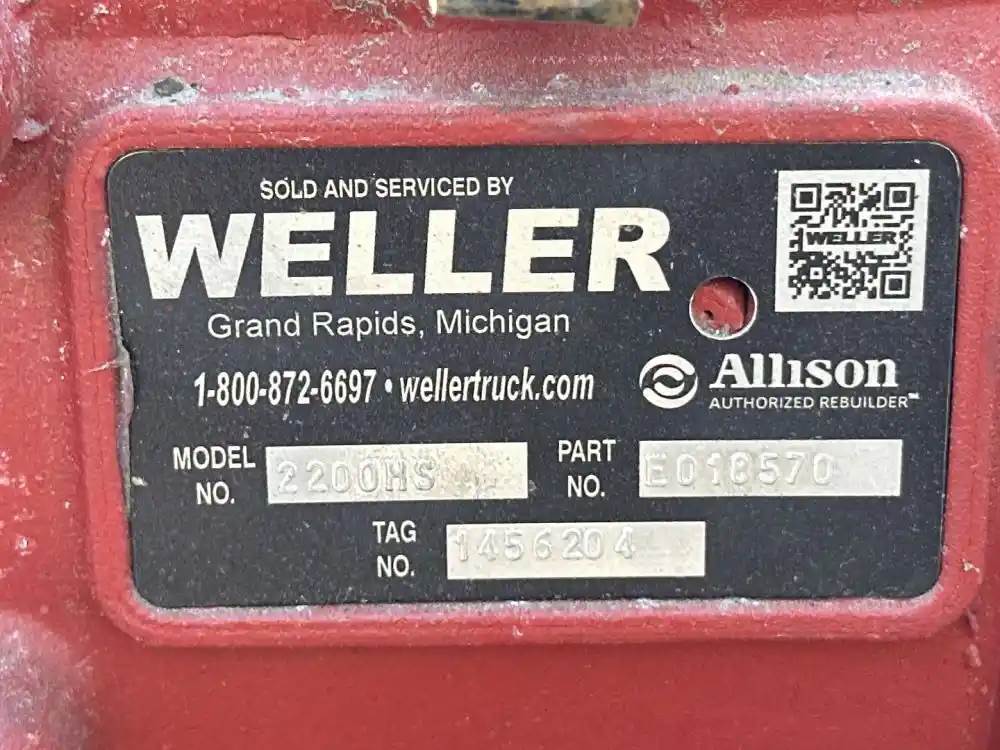 SOLD AND SERVICED BY
WELLER
WELLER
Grand Rapids, Michigan
1-800-872-6697 • wellertruck.com
Allison
AUTHORIZED REBUILDER™
MODEL NO. 2200HS
PART NO. E018570
TAG NO. 1456204